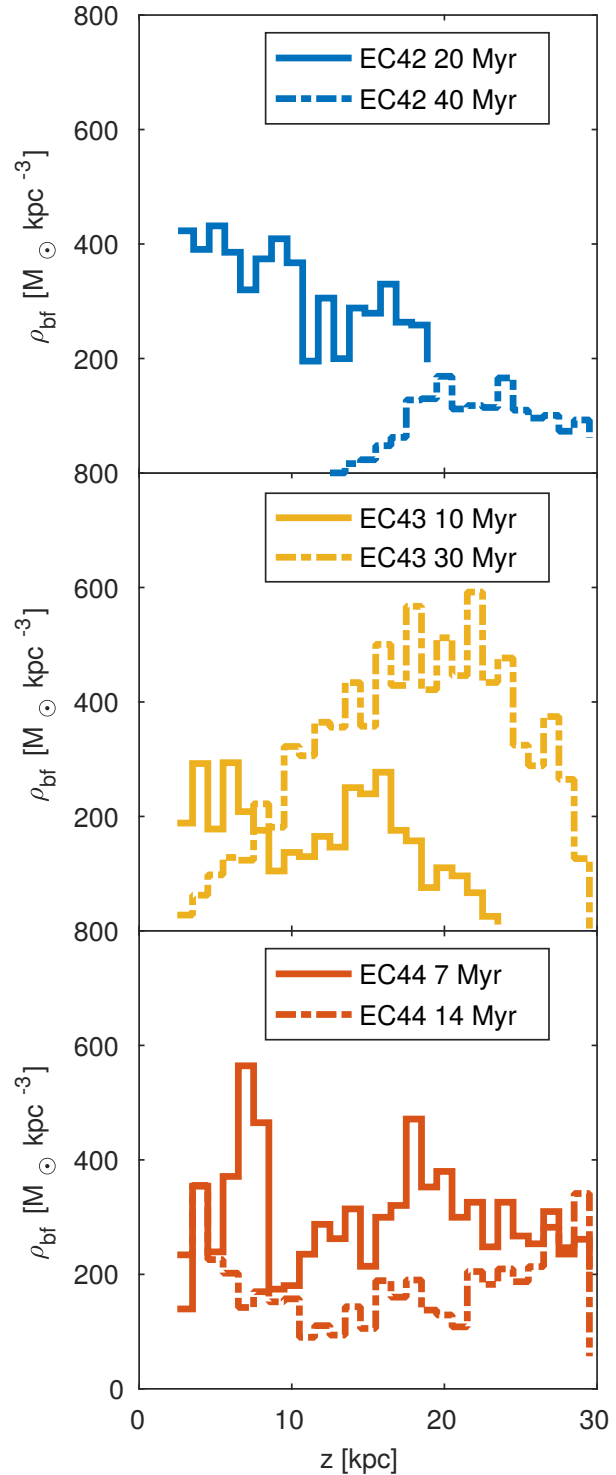 800
600
400
200
ρbf [M ⊙ kpc -3]
EC42 20 Myr
EC42 40 Myr
800
600
400
200
ρbf [M ⊙ kpc -3]
EC43 10 Myr
EC43 30 Myr
800
600
400
200
0
ρbf [M ⊙ kpc -3]
EC44 7 Myr
EC44 14 Myr
0 10 20 30
z [kpc]